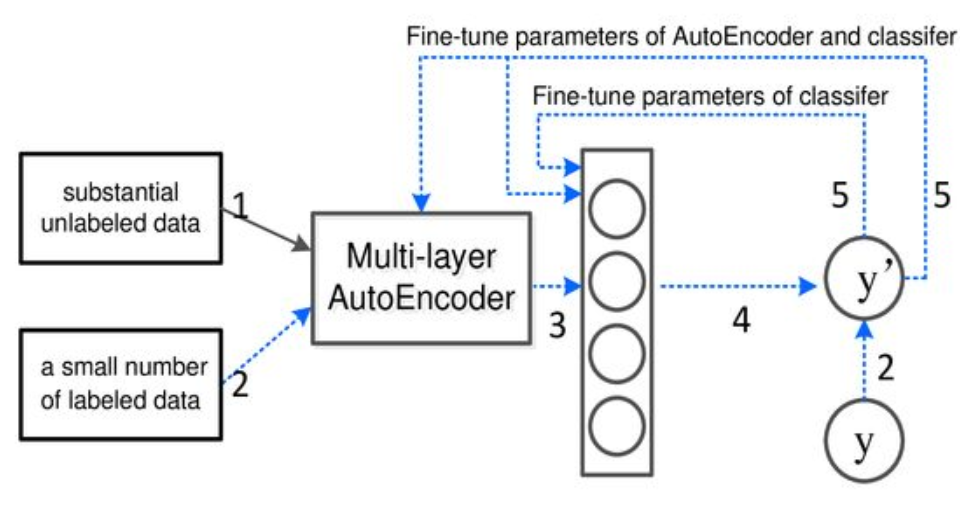 Fine-tune parameters of AutoEncoder and classifer
Fine-tune parameters of classifer
substantial
unlabeled data
1
Multi-layer
AutoEncoder
a small number
of labeled data
2
3
4
5
5
y’
2
y